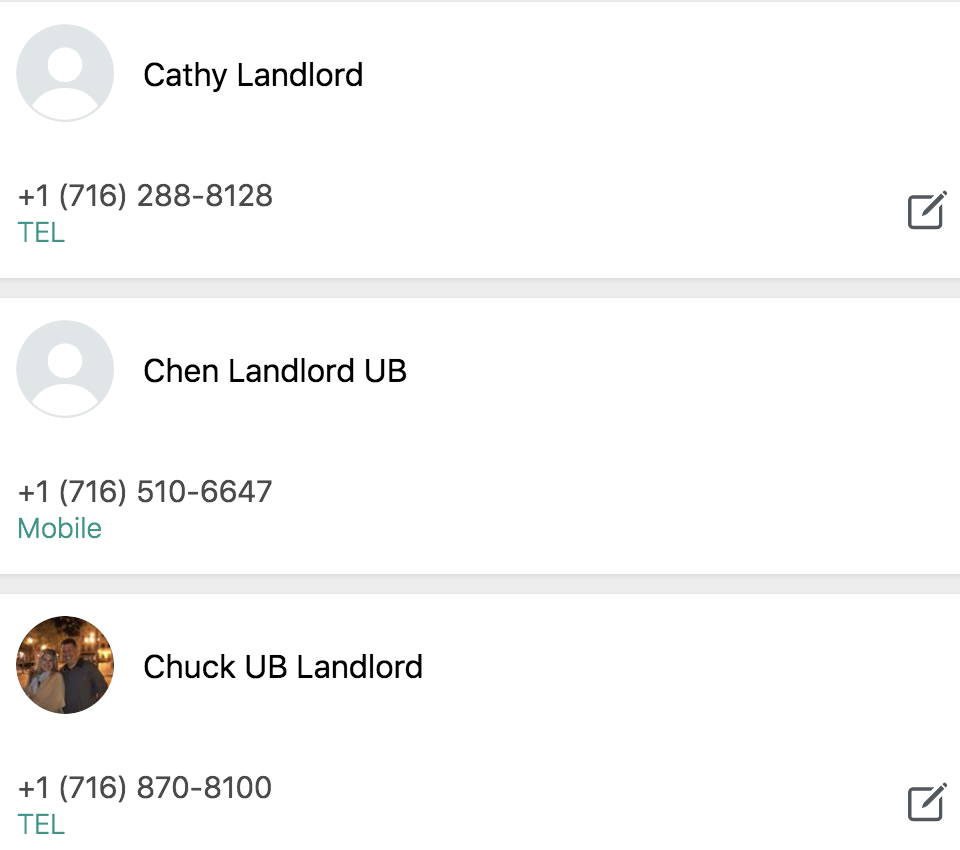 Cathy Landlord
+1 (716) 288-8128
TEL
Chen Landlord UB
+1 (716) 510-6647
Mobile
Chuck UB Landlord
+1 (716) 870-8100
TEL